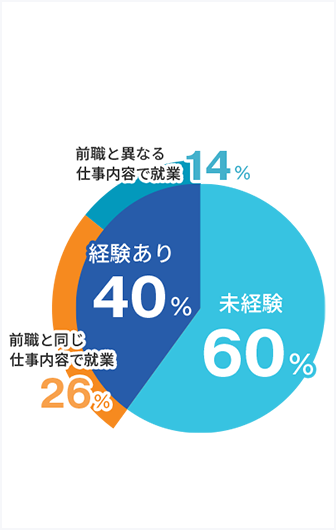 前職と異なる
仕事内容で就業
14%
経験あり
40%
未経験
60%
前職と同じ
仕事内容で就業
26%